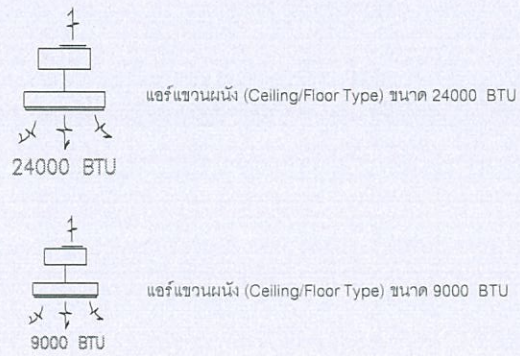 แอร์แขวนผนัง (Ceiling/Floor Type) ขนาด 24000 BTU
24000 BTU
แอร์แขวนผนัง (Ceiling/Floor Type) ขนาด 9000 BTU
9000 BTU